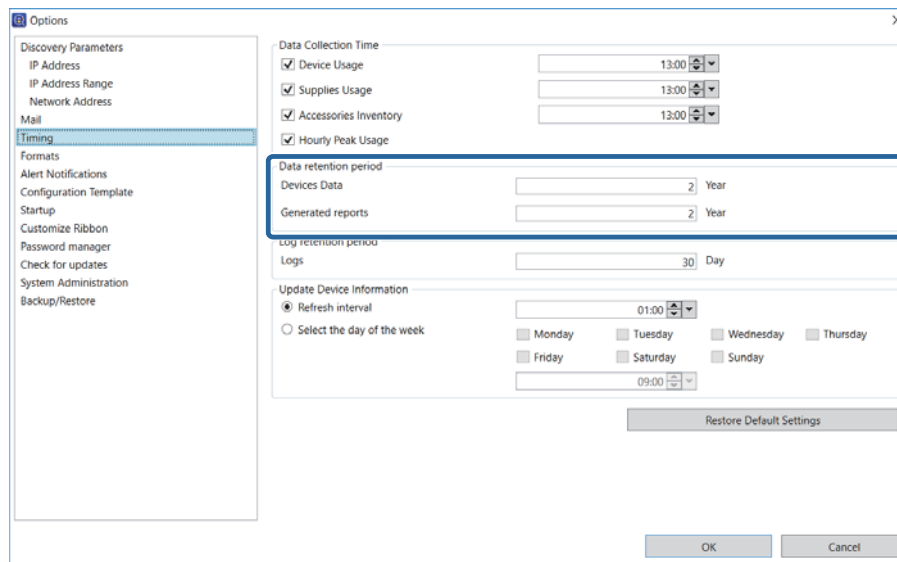 Options
Discovery Parameters
IP Address
IP Address Range
Network Address
Mail
Timing
Formats
Alert Notifications
Configuration Template
Startup
Customize Ribbon
Password manager
Check for updates
System Administration
Backup/Restore
Data Collection Time
Device Usage 13:00
Supplies Usage 13:00
Accessories Inventory 13:00
Hourly Peak Usage
Data retention period
Devices Data 2 Year
Generated reports 2 Year
Log retention period
Logs 30 Day
Update Device Information
Refresh interval 01:00
Select the day of the week
Monday Tuesday Wednesday Thursday
Friday Saturday Sunday
09:00
Restore Default Settings
OK Cancel